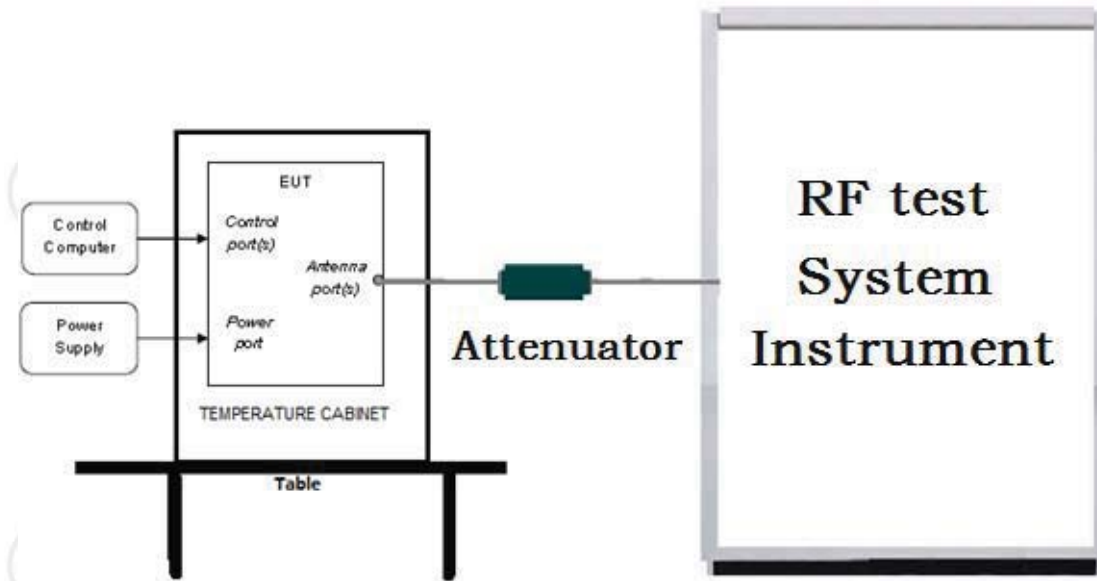 Control
Computer
Power
Supply
EUT
Control
port(s)
Antenna
port(s)
Power
port
TEMPERATURE CABINET
Table
Attenuator
RF test
System
Instrument